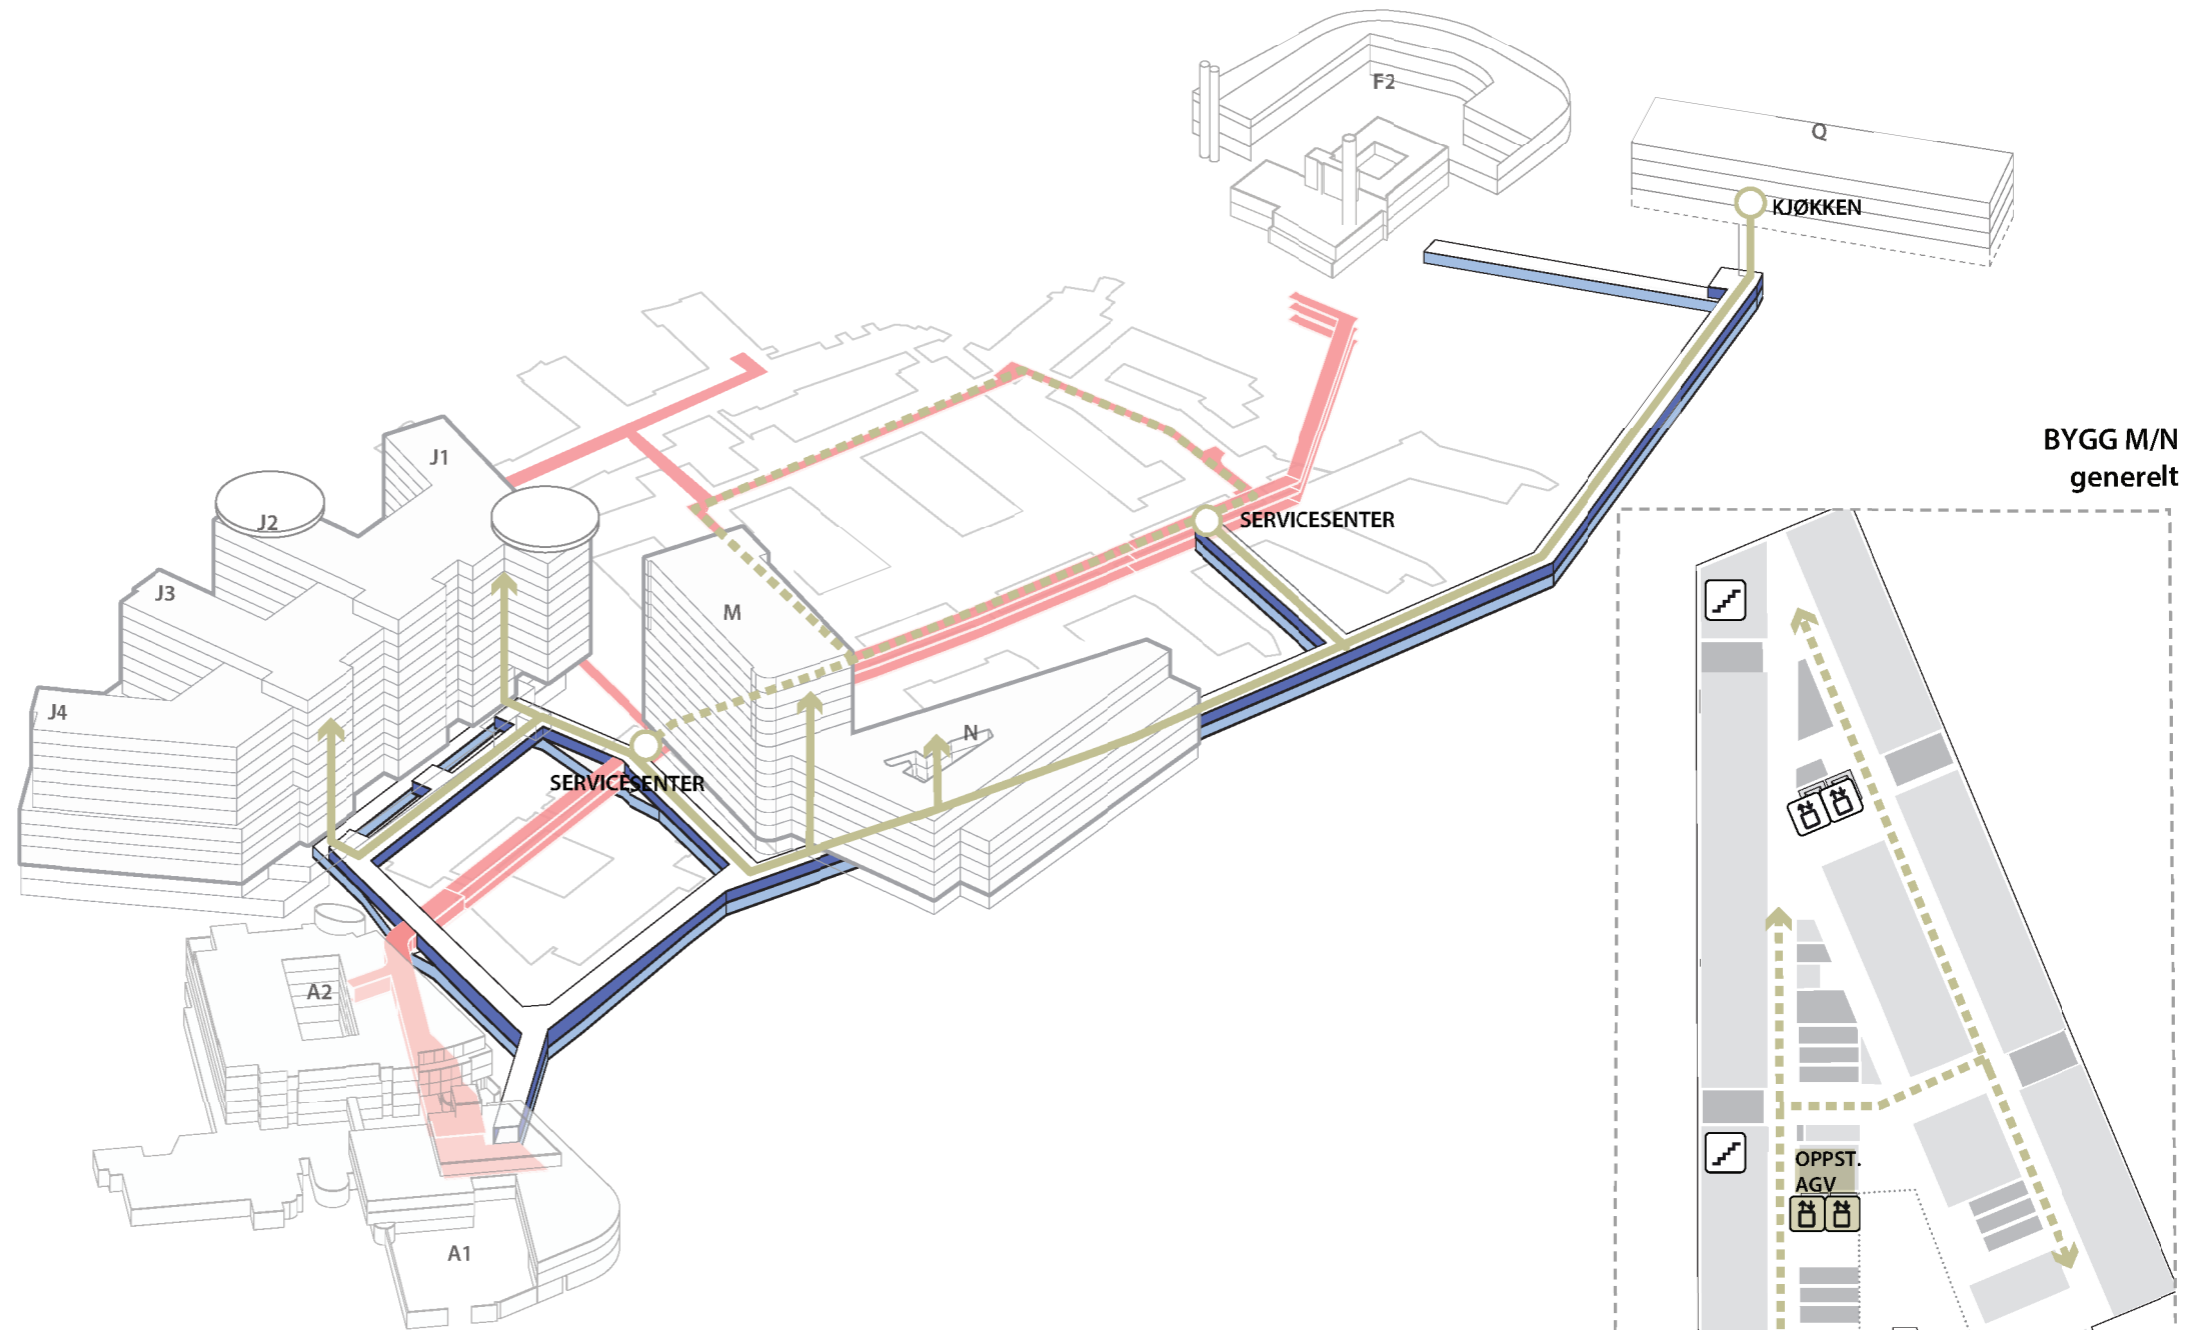 F2
Q
KJØKKEN
BYGG M/N
generelt
J1
J2
SERVICESENTER
J3
M
J4
N
SERVICESENTER
A2
OPPST.
AGV
A1